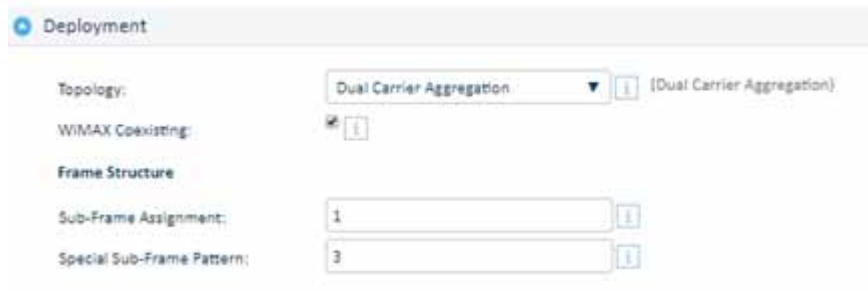 Deployment
Topology: Dual Carrier Aggregation i (Dual Carrier Aggregation)
WiMAX Coexisting: i
Frame Structure
Sub-Frame Assignment: 1 i
Special Sub-Frame Pattern: 3 i